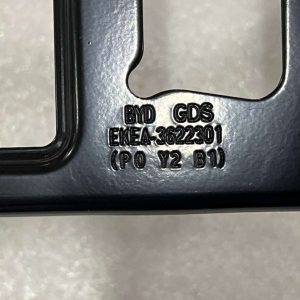 BYD GDS
EKEA-3622301
(P0 Y2 B1)